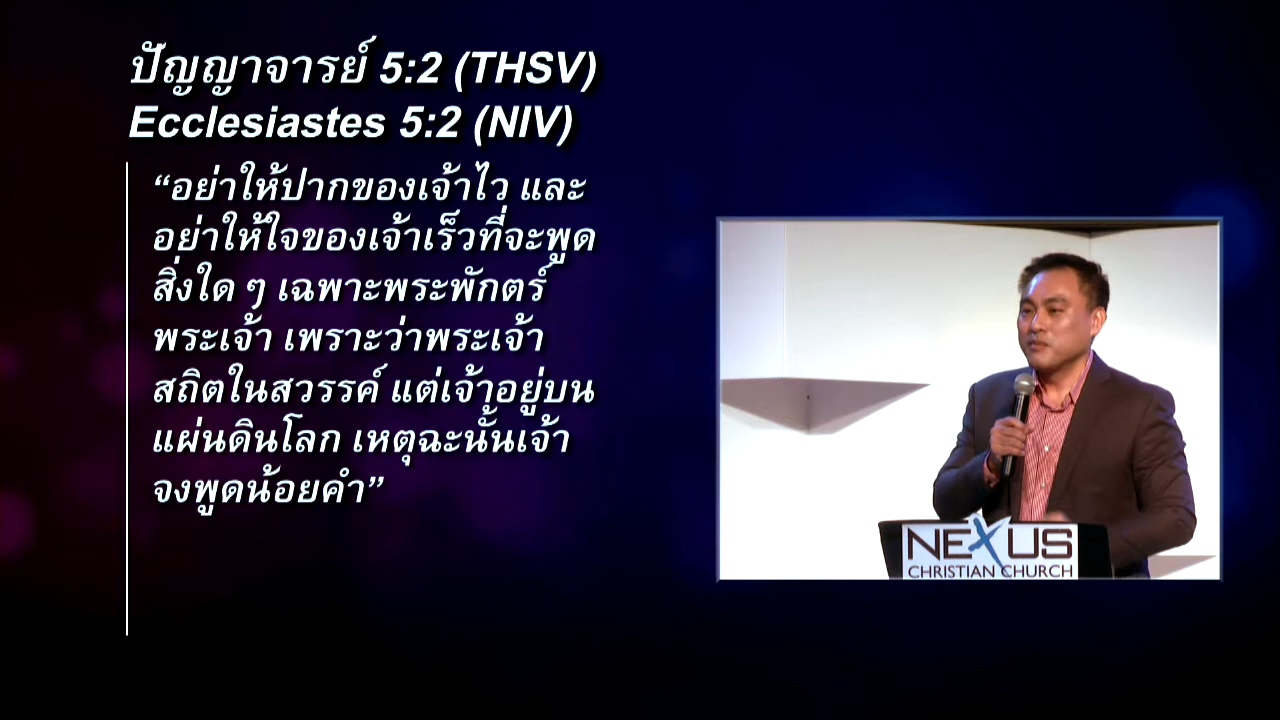 ปัญญาจารย์ 5:2 (THSV)
Ecclesiastes 5:2 (NIV)
“อย่าให้ปากของเจ้าไว และ
อย่าให้ใจของเจ้าเร็วที่จะพูด
สิ่งใด ๆ เฉพาะพระพักตร์
พระเจ้า เพราะว่าพระเจ้า
สถิตในสวรรค์ แต่เจ้าอยู่บน
แผ่นดินโลก เหตุฉะนั้นเจ้า
จงพูดน้อยคำ”
NEXUS
CHRISTIAN CHURCH